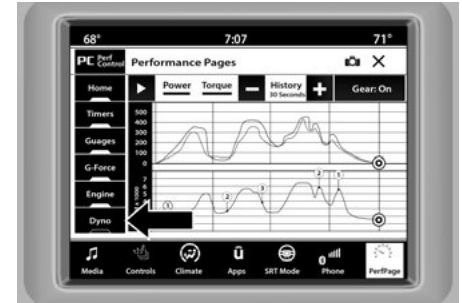 68° 7:07 71°
PC Perf Control Performance Pages
Home Power Torque History 30 Seconds Gear: On
Timers
Guages
G-Force
Engine
Dyno
500
400
300
200
100
0
7
6
5
x 1000
① ② ③ ② ①
Media Controls Climate Apps SRT Mode Phone PerfPage